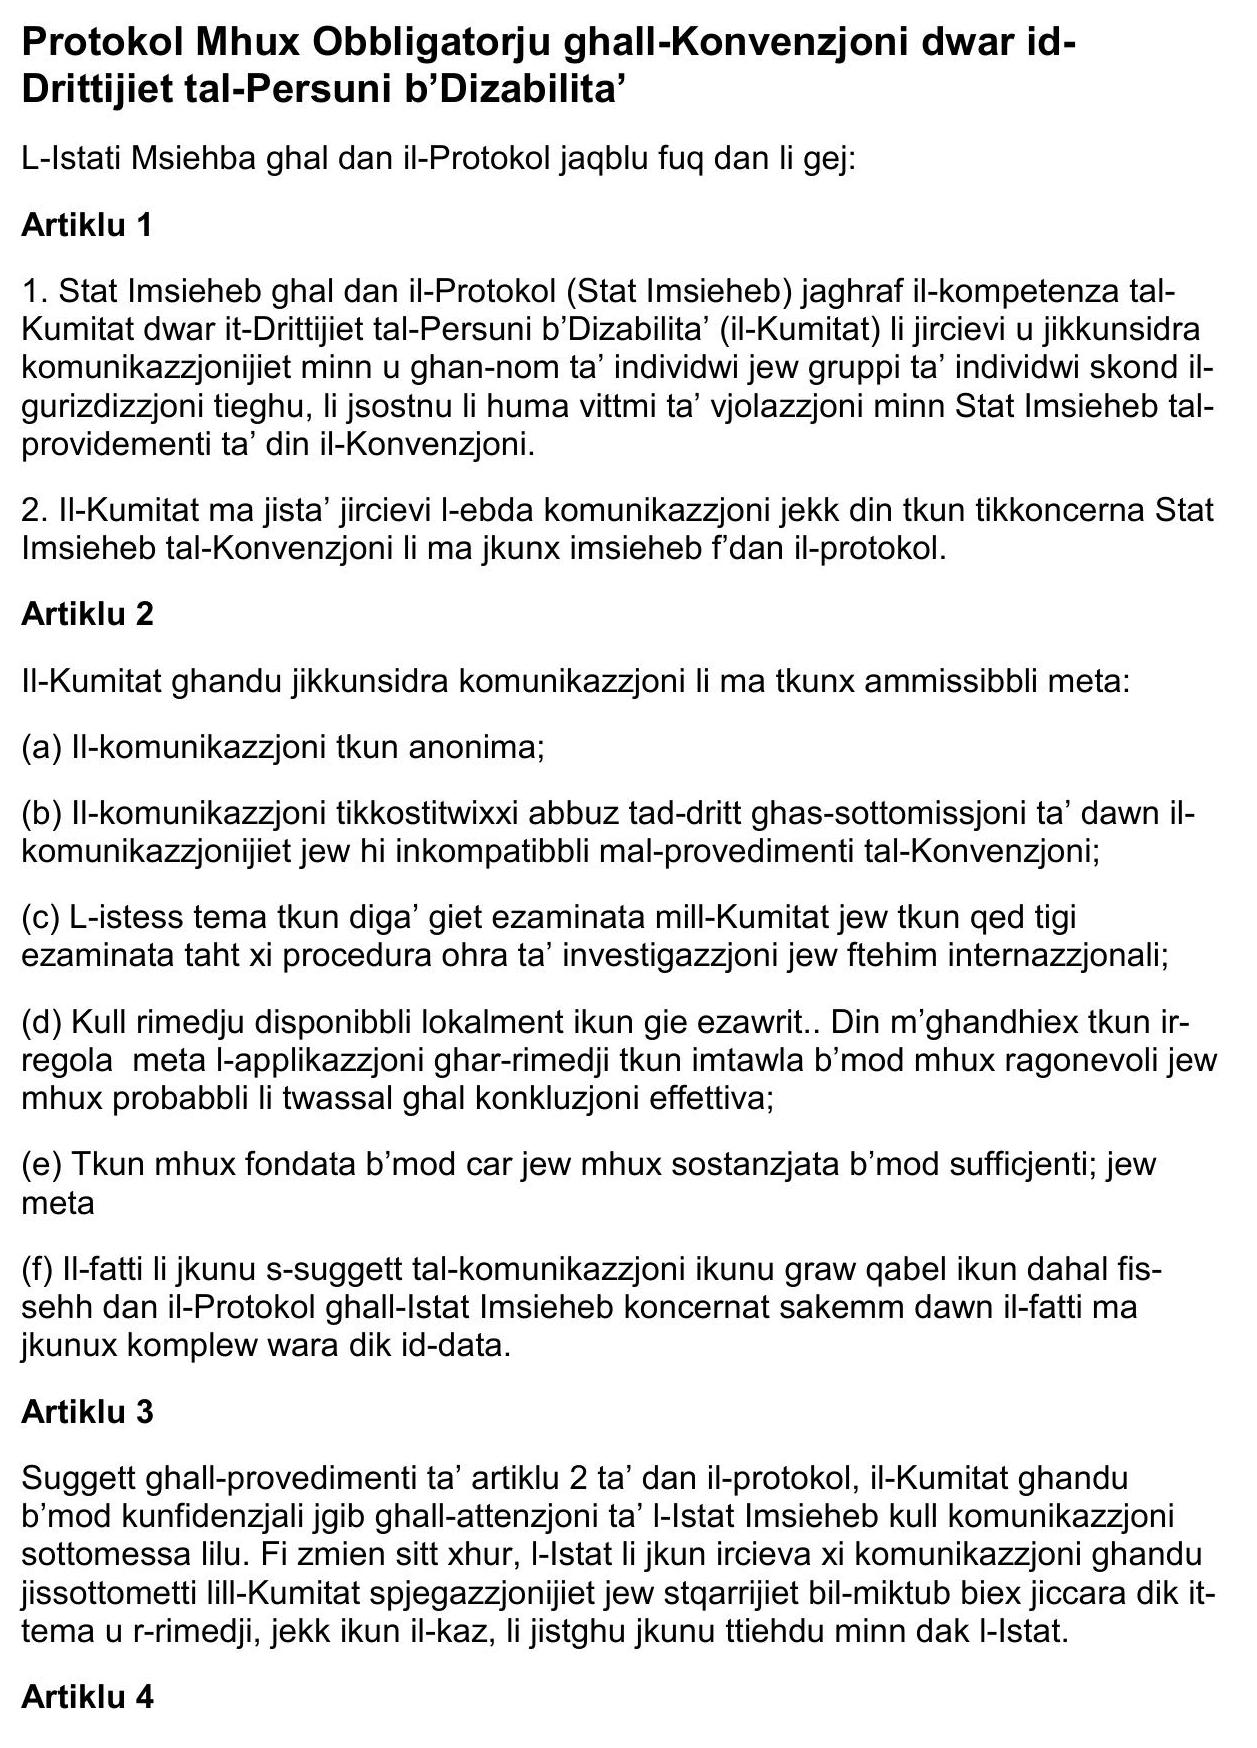 Protokol Mhux Obbligatorju ghall-Konvenzjoni dwar id-
Drittijiet tal-Persuni b’Dizabilita’
L-Istati Msiehba ghal dan il-Protokol jaqblu fuq dan li gej:
Artiklu 1
1. Stat Imsieheb ghal dan il-Protokol (Stat Imsieheb) jaghraf il-kompetenza tal-
Kumitat dwar it-Drittijiet tal-Persuni b’Dizabilita’ (il-Kumitat) li jircievi u jikkunsidra
komunikazzjonijiet minn u ghan-nom ta’ individwi jew gruppi ta’ individwi skond il-
gurizdizzjoni tieghu, li jsostnu li huma vittmi ta’ vjolazzjoni minn Stat Imsieheb tal-
providementi ta’ din il-Konvenzjoni.
2. Il-Kumitat ma jista’ jircievi l-ebda komunikazzjoni jekk din tkun tikkoncerna Stat
Imsieheb tal-Konvenzjoni li ma jkunx imsieheb f’dan il-protokol.
Artiklu 2
Il-Kumitat ghandu jikkunsidra komunikazzjoni li ma tkunx ammissibbli meta:
(a) Il-komunikazzjoni tkun anonima;
(b) Il-komunikazzjoni tikkostitwixxi abbuz tad-dritt ghas-sottomissjoni ta’ dawn il-
komunikazzjonijiet jew hi inkompatibbli mal-provedimenti tal-Konvenzjoni;
(c) L-istess tema tkun diga’ giet ezaminata mill-Kumitat jew tkun qed tigi
ezaminata taht xi procedura ohra ta’ investigazzjoni jew ftehim internazzjonali;
(d) Kull rimedju disponibbli lokalment ikun gie ezawrit.. Din m’ghandhiex tkun ir-
regola  meta l-applikazzjoni ghar-rimedji tkun imtawla b’mod mhux ragonevoli jew
mhux probabbli li twassal ghal konkluzjoni effettiva;
(e) Tkun mhux fondata b’mod car jew mhux sostanzjata b’mod sufficjenti; jew
meta
(f) Il-fatti li jkunu s-suggett tal-komunikazzjoni ikunu graw qabel ikun dahal fis-
sehh dan il-Protokol ghall-Istat Imsieheb koncernat sakemm dawn il-fatti ma
jkunux komplew wara dik id-data.
Artiklu 3
Suggett ghall-provedimenti ta’ artiklu 2 ta’ dan il-protokol, il-Kumitat ghandu
b’mod kunfidenzjali jgib ghall-attenzjoni ta’ l-Istat Imsieheb kull komunikazzjoni
sottomessa lilu. Fi zmien sitt xhur, l-Istat li jkun ircieva xi komunikazzjoni ghandu
jissottometti lill-Kumitat spjegazzjonijiet jew stqarrijiet bil-miktub biex jiccara dik it-
tema u r-rimedji, jekk ikun il-kaz, li jistghu jkunu ttiehdu minn dak l-Istat.
Artiklu 4